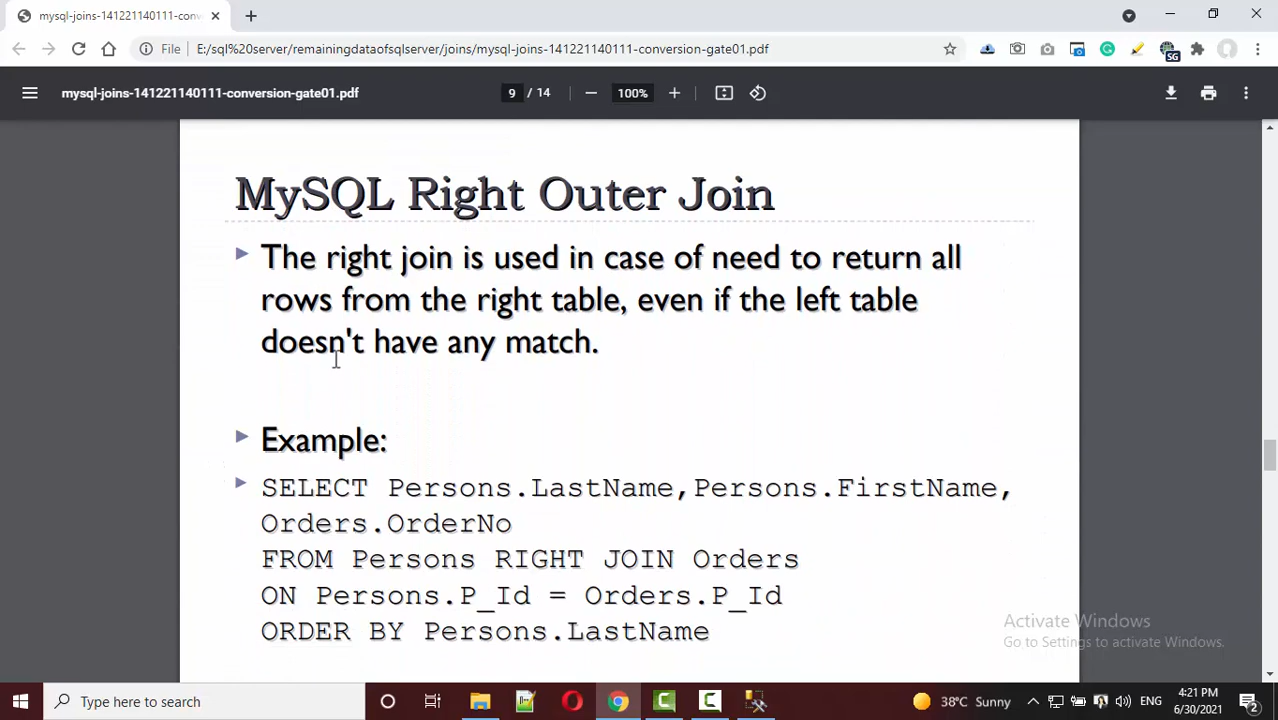 mysql-joins-141221140111-conv
File
E:/sql%20server/remainingdataofsqlserver/joins/mysql-joins-141221140111-conversion-gate01.pdf
SG
mysql-joins-141221140111-conversion-gate01.pdf
9 / 14
100%
MySQL Right Outer Join
The right join is used in case of need to return all
rows from the right table, even if the left table
doesn't have any match.
Example:
SELECT Persons.LastName,Persons.FirstName,
Orders.OrderNo
FROM Persons RIGHT JOIN Orders
ON Persons.P_Id = Orders.P_Id
ORDER BY Persons.LastName
Activate Windows
Go to Settings to activate Windows.
Type here to search
38°C Sunny
ENG
4:21 PM
6/30/2021
2